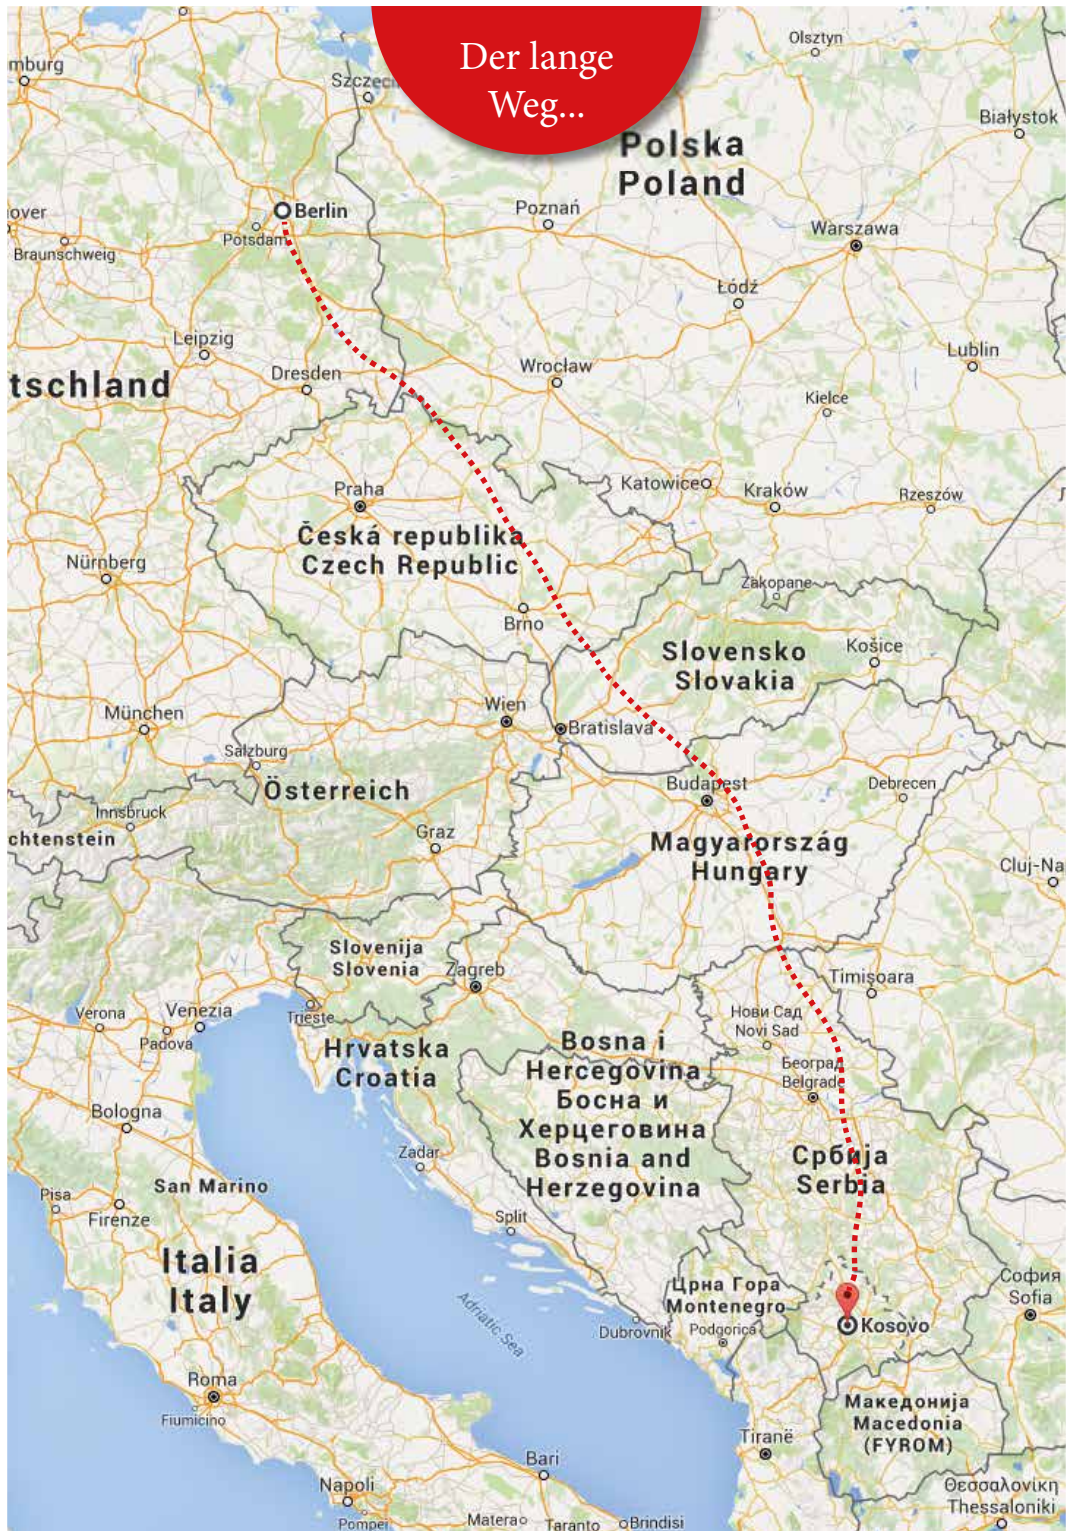 Der lange
Weg...
Olsztyn
mburg
Szczec
Białystok
Polska
Poland
Berlin
Poznań
over
Potsdam
Warszawa
Braunschweig
Łódź
Leipzig
Wrocław
Lublin
Dresden
tschland
Kielce
Praha
Katowice
Kraków
Rzeszów
Česká republika
Czech Republic
Nürnberg
Zakopane
Brno
Slovensko
Slovakia
Košice
München
Wien
Bratislava
Salzburg
Österreich
Budapest
Debrecen
Innsbruck
chtenstein
Graz
Magyarország
Hungary
Cluj-Na
Slovenija
Slovenia
Zagreb
Timişoara
Verona
Venezia
Trieste
Padova
Нови Сад
Novi Sad
Hrvatska
Croatia
Bosna i
Hercegovina
Босна и
Херцеговина
Bosnia and
Herzegovina
Београд
Belgrade
Bologna
Zadar
Србија
Serbia
Pisa
San Marino
Firenze
Split
Italia
Italy
Црна Гора
Montenegro
София
Sofia
Adriatic Sea
Dubrovnik
Podgorica
Kosovo
Roma
Fiumicino
Македонија
Macedonia
(FYROM)
Tiranë
Bari
Napoli
Θεσσαλονίκη
Thessaloniki
Pompei
Matera
Taranto
Brindisi